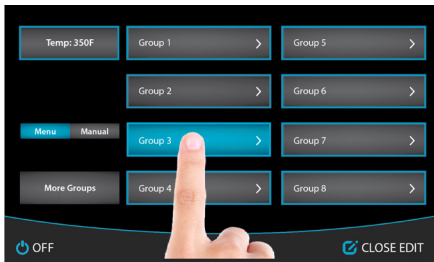 Temp: 350F
Group 1
Group 5
Group 2
Group 6
Menu
Manual
Group 3
Group 7
More Groups
Group 4
Group 8
OFF
CLOSE EDIT